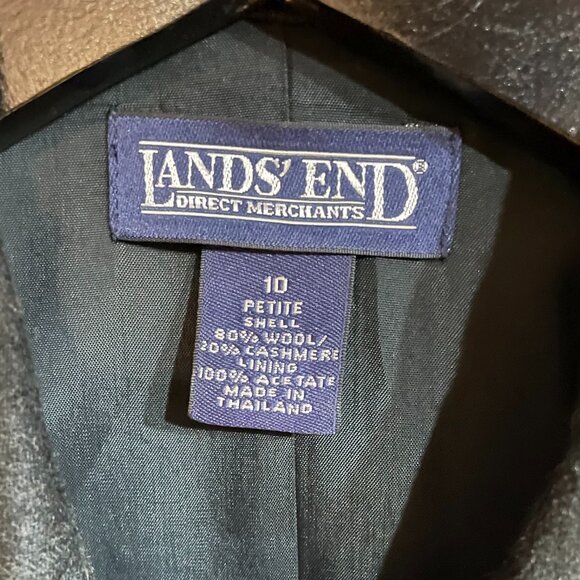 LANDS' END®
DIRECT MERCHANTS
10
PETITE
SHELL
80% WOOL/
20% CASHMERE
LINING
100% ACETATE
MADE IN
THAILAND